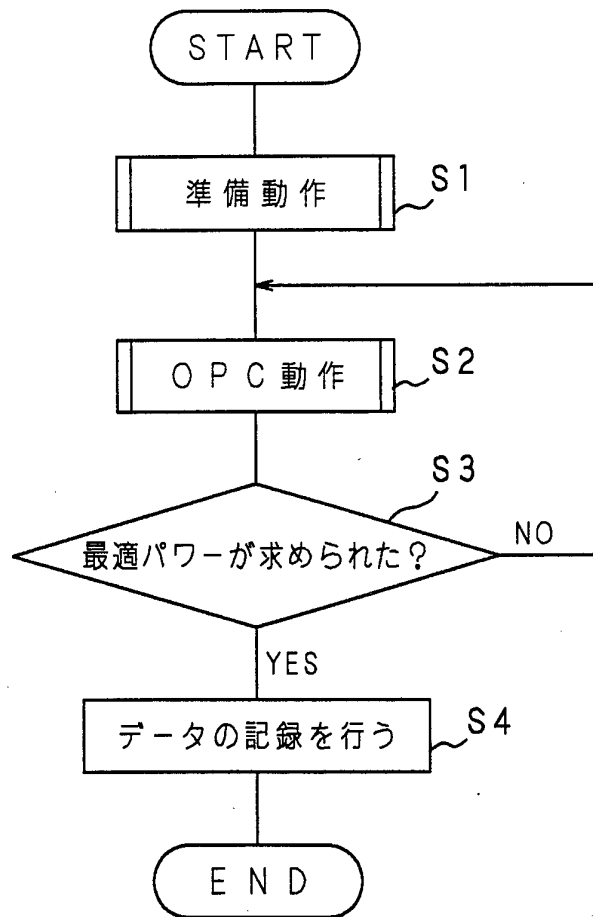 START
準備動作
S1
OPC動作
S2
S3
最適パワーが求められた？
NO
YES
データの記録を行う
S4
END